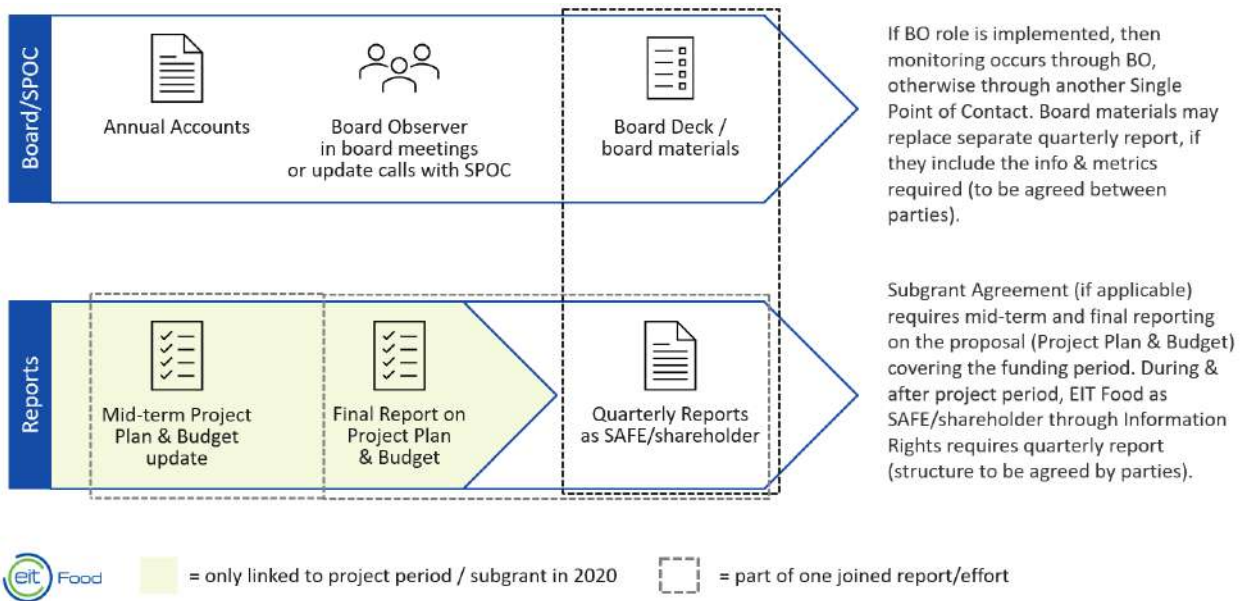 Board/SPOC
Annual Accounts
Board Observer
in board meetings
or update calls with SPOC
Board Deck /
board materials
If BO role is implemented, then
monitoring occurs through BO,
otherwise through another Single
Point of Contact. Board materials may
replace separate quarterly report, if
they include the info & metrics
required (to be agreed between
parties).
Reports
Mid-term Project
Plan & Budget
update
Final Report on
Project Plan
& Budget
Quarterly Reports
as SAFE/shareholder
Subgrant Agreement (if applicable)
requires mid-term and final reporting
on the proposal (Project Plan & Budget)
covering the funding period. During &
after project period, EIT Food as
SAFE/shareholder through Information
Rights requires quarterly report
(structure to be agreed by parties).
eit Food
= only linked to project period / subgrant in 2020
= part of one joined report/effort